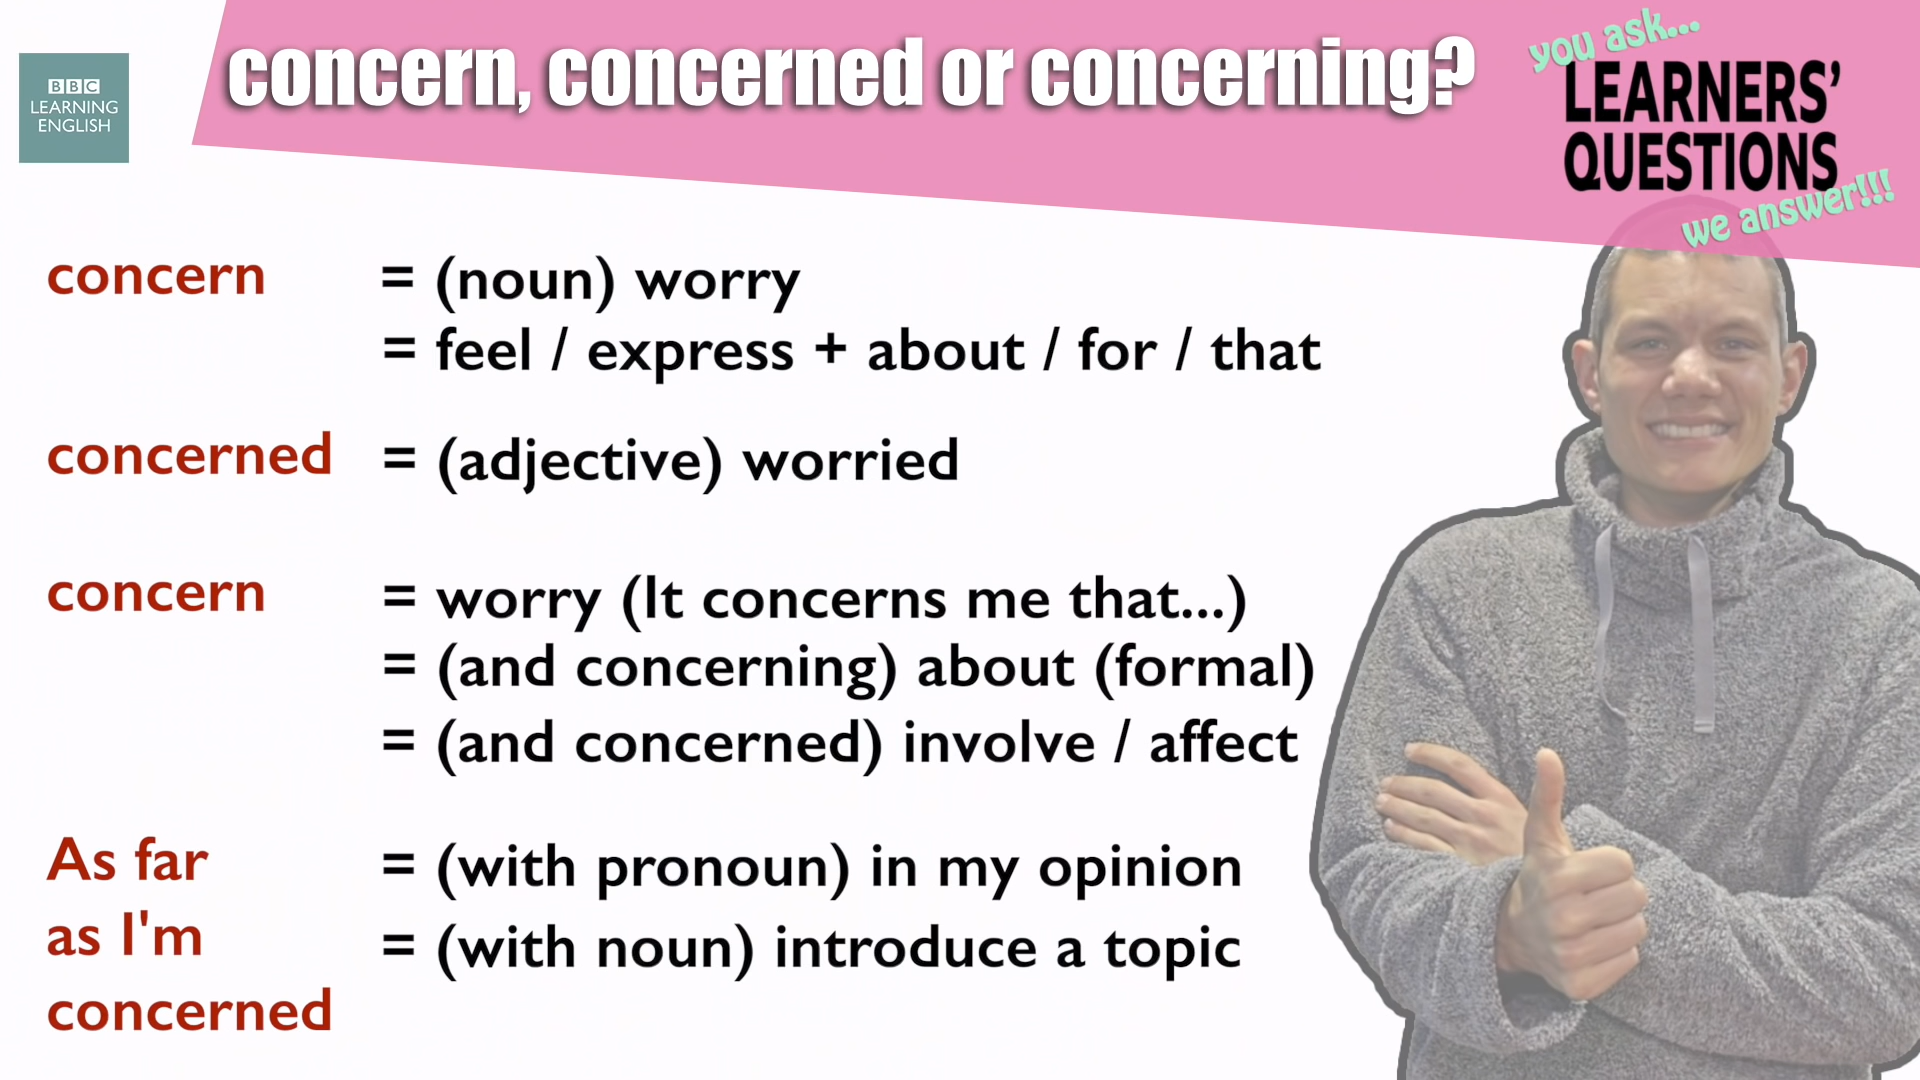 BBC
LEARNING
ENGLISH
concern, concerned or concerning?
you ask...
LEARNERS'
QUESTIONS
we answer!!!
concern = (noun) worry
= feel / express + about / for / that
concerned = (adjective) worried
concern = worry (It concerns me that...)
= (and concerning) about (formal)
= (and concerned) involve / affect
As far = (with pronoun) in my opinion
as I'm = (with noun) introduce a topic
concerned